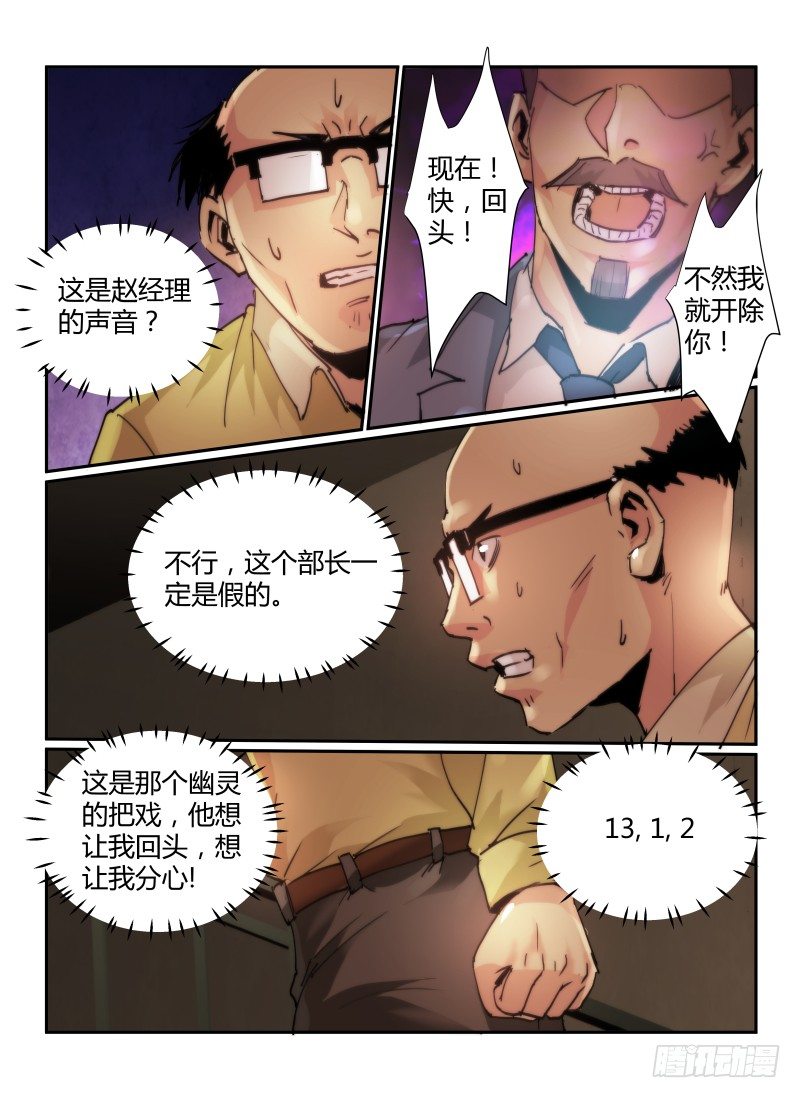 这是赵经理
的声音？
现在！
快，回
头！
不然我
就开除
你！
不行，这个部长一
定是假的。
这是那个幽灵
的把戏，他想
让我回头，想
让我分心!
13, 1, 2
腾讯动漫